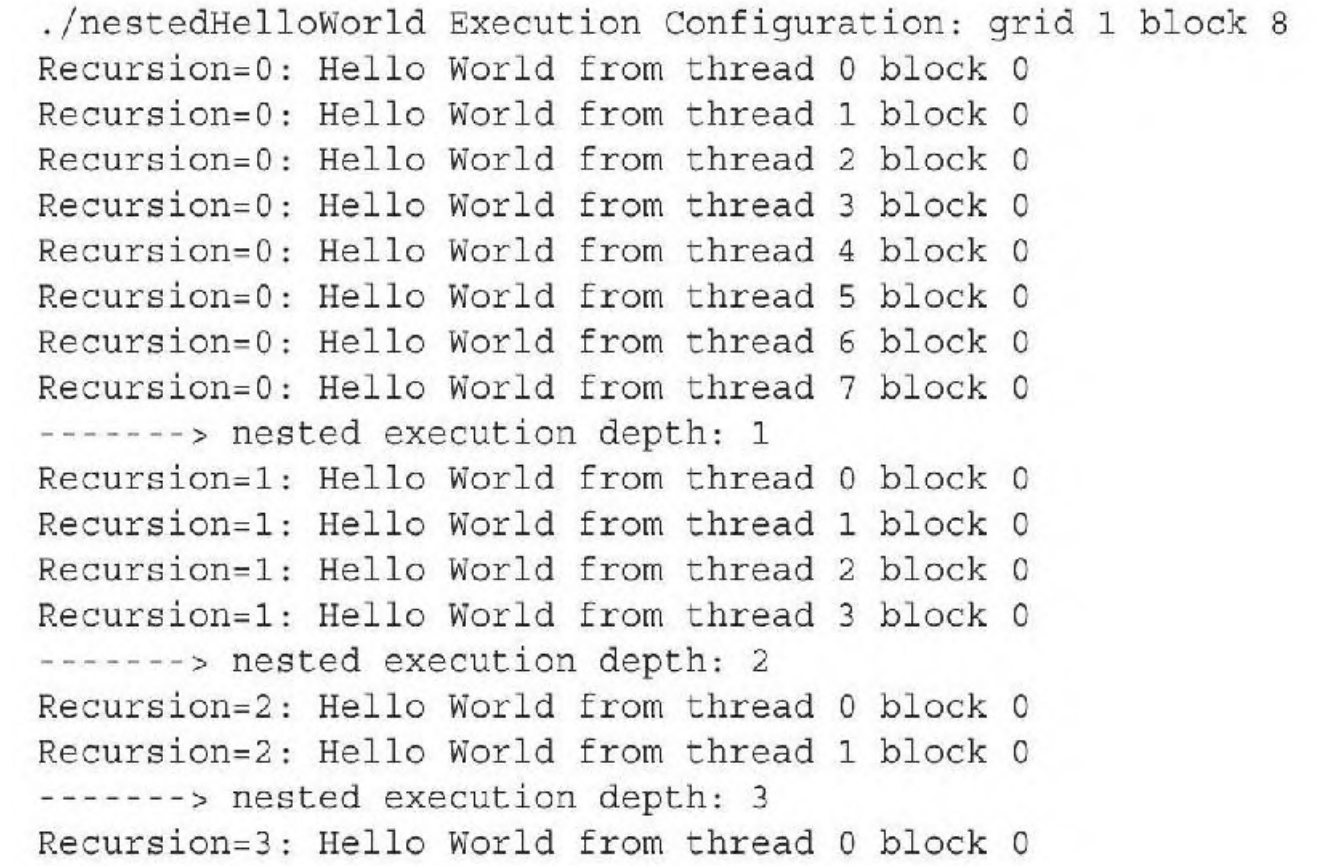 ./nestedHelloWorld Execution Configuration: grid 1 block 8
Recursion=0: Hello World from thread 0 block 0
Recursion=0: Hello World from thread 1 block 0
Recursion=0: Hello World from thread 2 block 0
Recursion=0: Hello World from thread 3 block 0
Recursion=0: Hello World from thread 4 block 0
Recursion=0: Hello World from thread 5 block 0
Recursion=0: Hello World from thread 6 block 0
Recursion=0: Hello World from thread 7 block 0
-------> nested execution depth: 1
Recursion=1: Hello World from thread 0 block 0
Recursion=1: Hello World from thread 1 block 0
Recursion=1: Hello World from thread 2 block 0
Recursion=1: Hello World from thread 3 block 0
-------> nested execution depth: 2
Recursion=2: Hello World from thread 0 block 0
Recursion=2: Hello World from thread 1 block 0
-------> nested execution depth: 3
Recursion=3: Hello World from thread 0 block 0